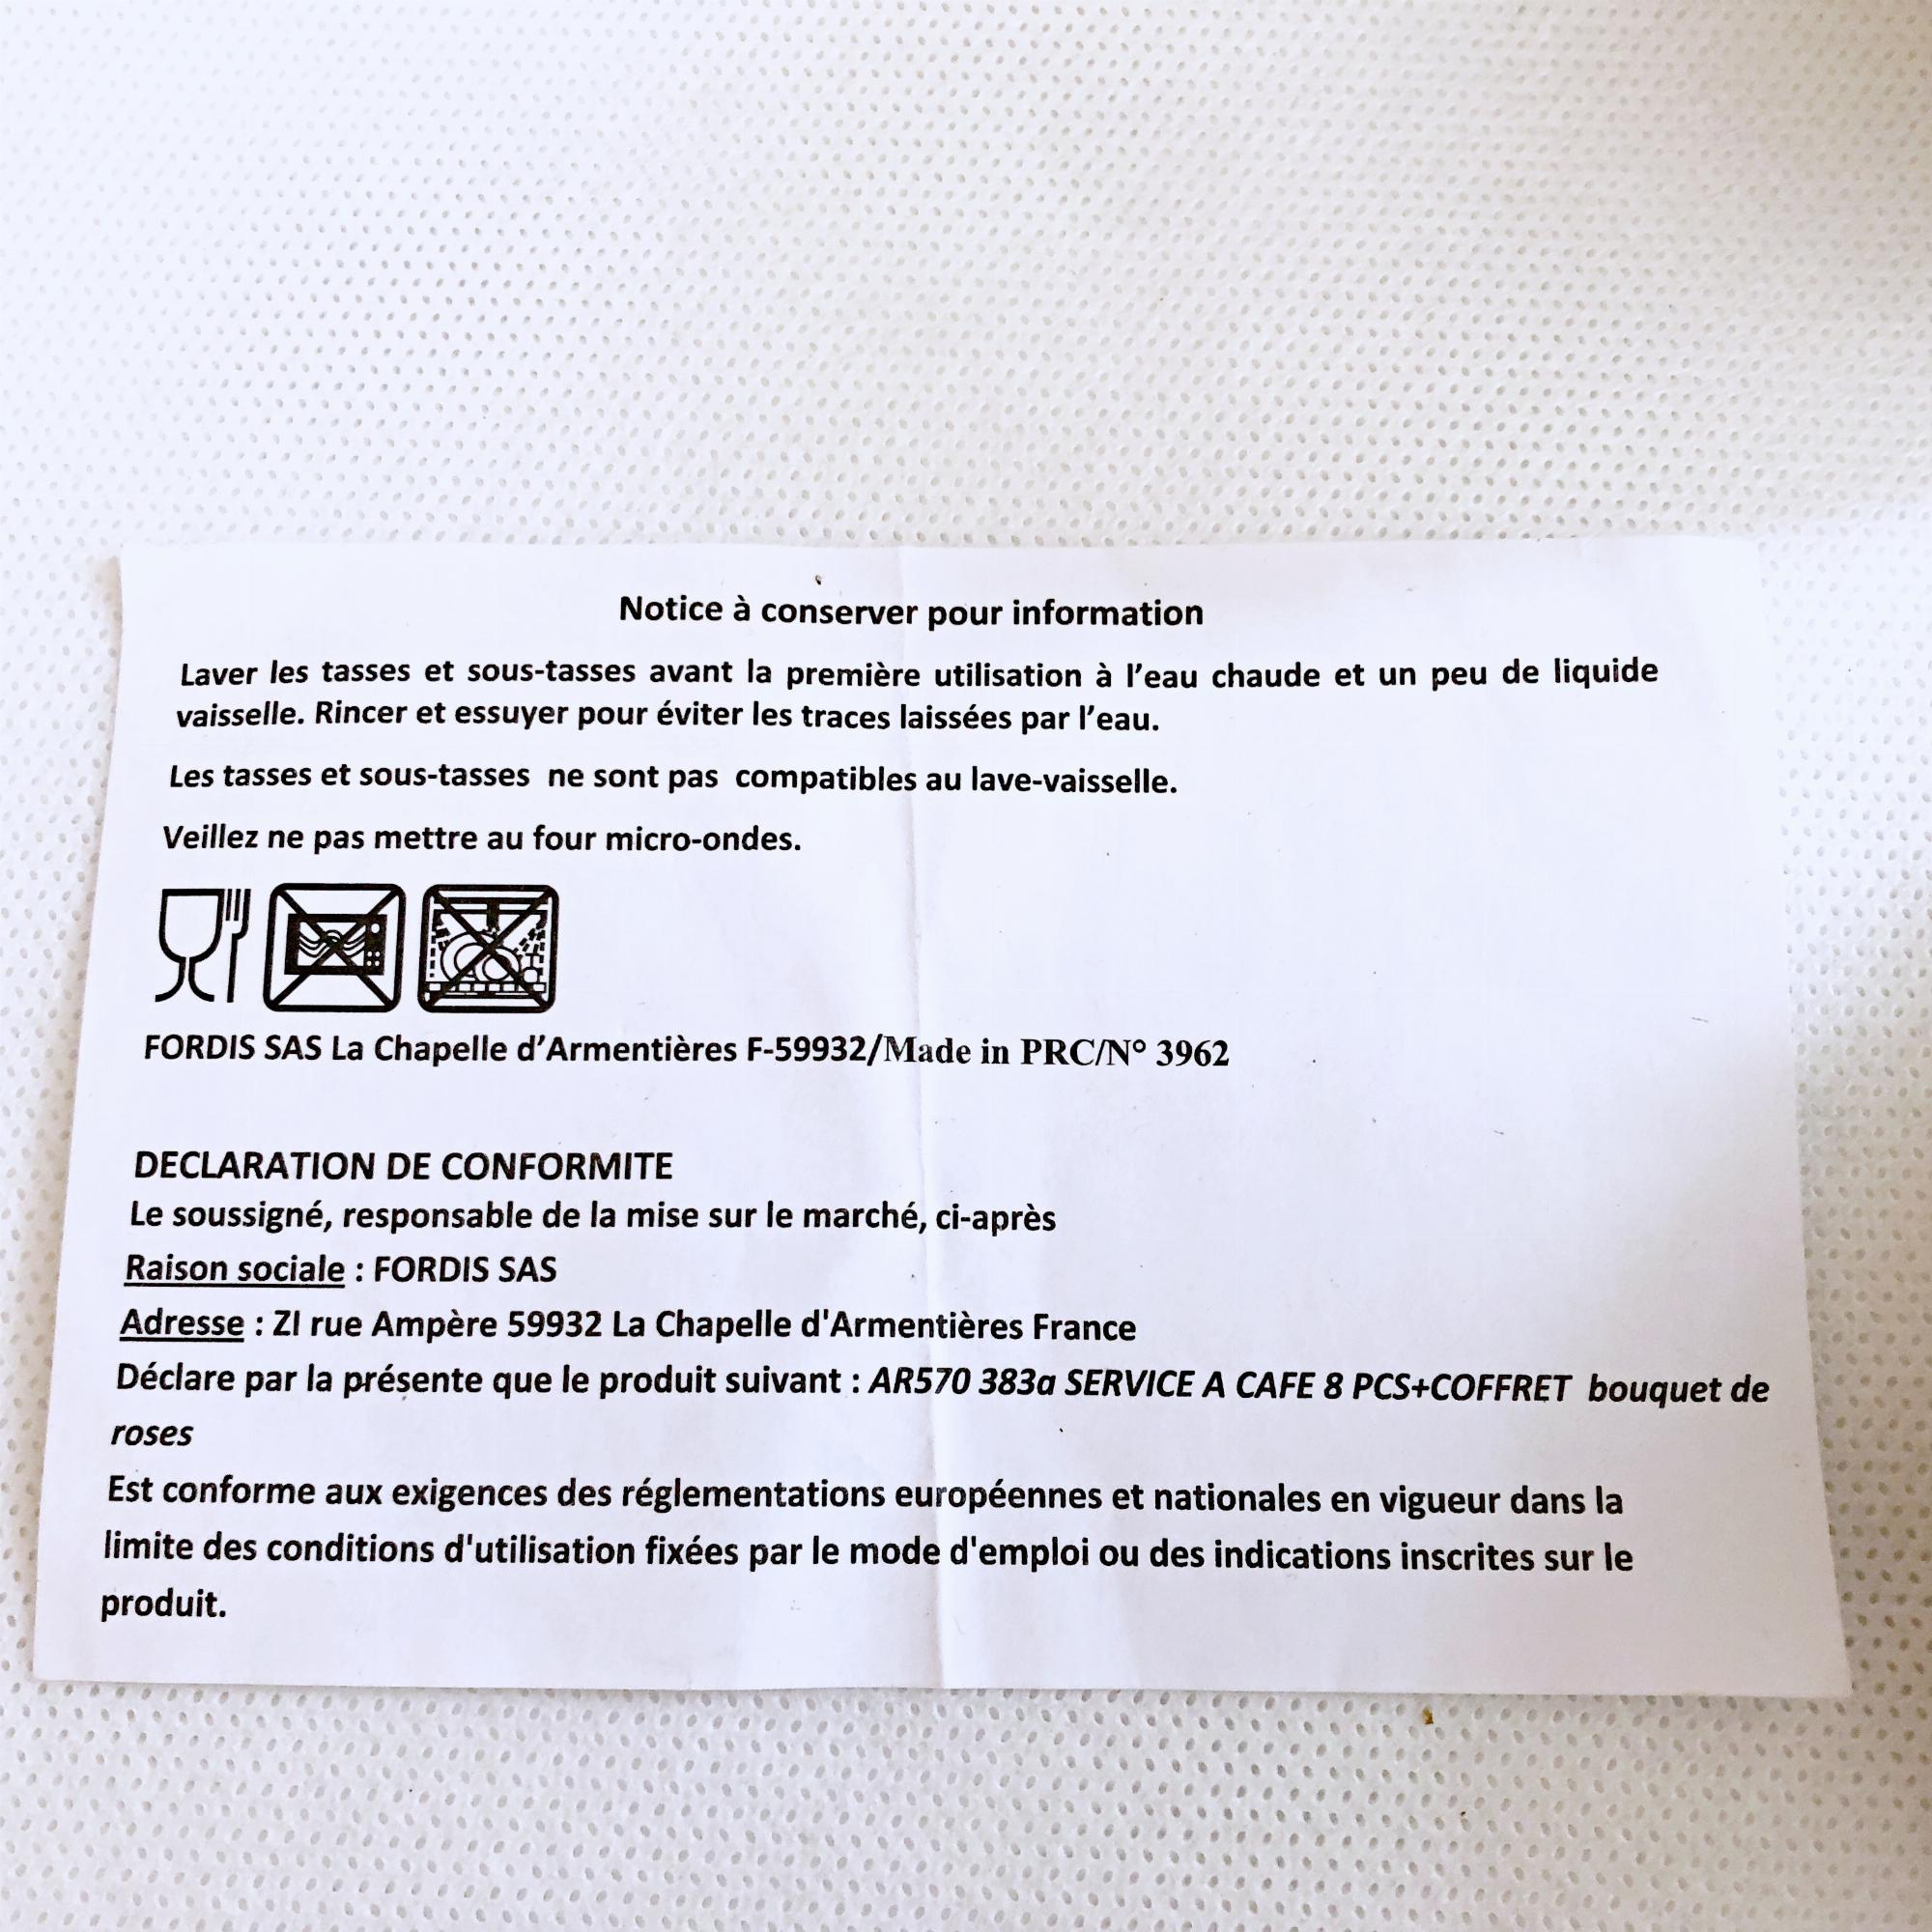 Notice à conserver pour information
Laver les tasses et sous-tasses avant la première utilisation à l’eau chaude et un peu de liquide
vaisselle. Rincer et essuyer pour éviter les traces laissées par l’eau.
Les tasses et sous-tasses ne sont pas compatibles au lave-vaisselle.
Veillez ne pas mettre au four micro-ondes.
FORDIS SAS La Chapelle d’Armentières F-59932/Made in PRC/N° 3962
DECLARATION DE CONFORMITE
Le soussigné, responsable de la mise sur le marché, ci-après
Raison sociale : FORDIS SAS
Adresse : ZI rue Ampère 59932 La Chapelle d'Armentières France
Déclare par la présente que le produit suivant : AR570 383a SERVICE A CAFE 8 PCS+COFFRET bouquet de
roses
Est conforme aux exigences des réglementations européennes et nationales en vigueur dans la
limite des conditions d'utilisation fixées par le mode d'emploi ou des indications inscrites sur le
produit.